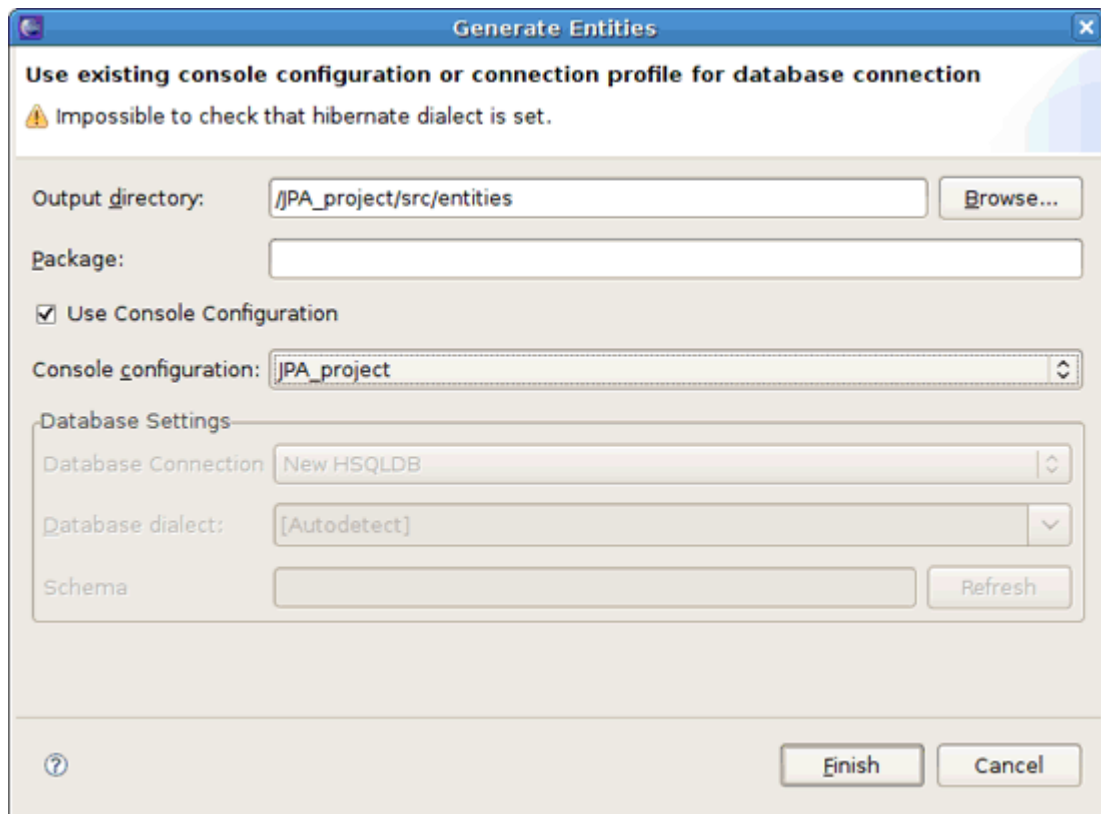 Generate Entities
Use existing console configuration or connection profile for database connection
Impossible to check that hibernate dialect is set.
Output directory: /JPA_project/src/entities Browse...
Package:
Use Console Configuration
Console configuration: JPA_project
Database Settings
Database Connection New HSQLDB
Database dialect: [Autodetect]
Schema Refresh
? Finish Cancel